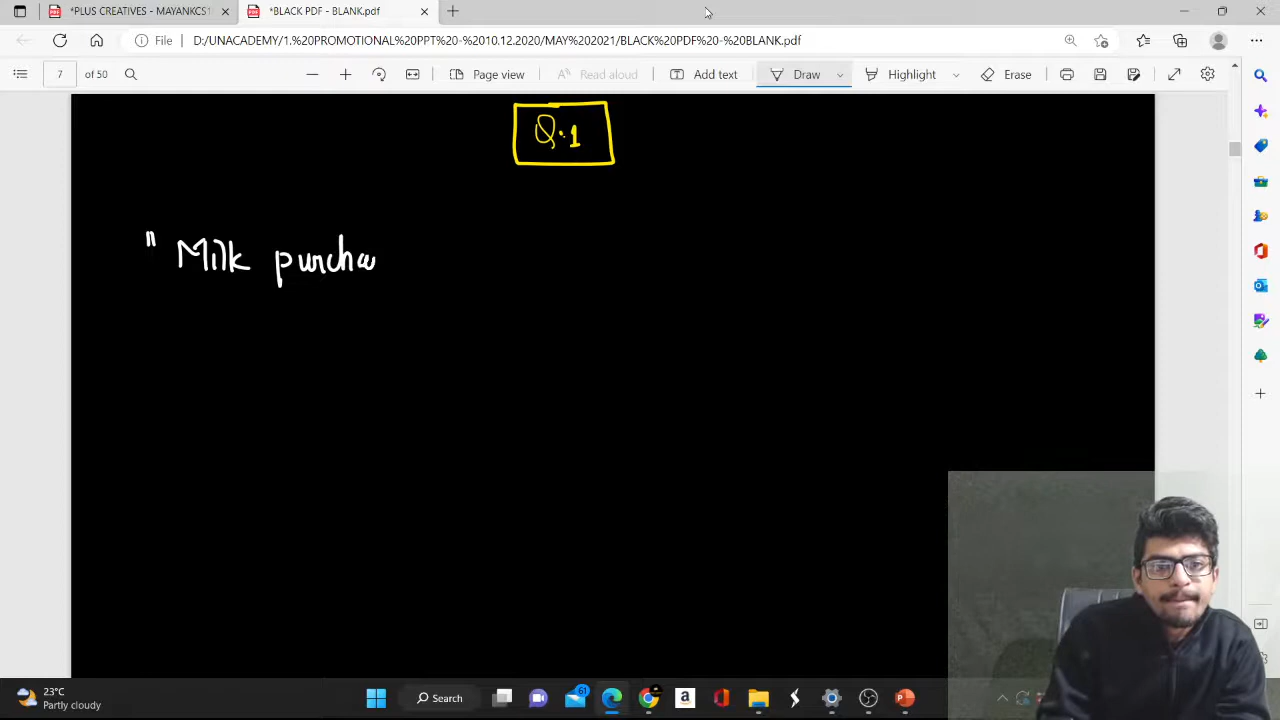 *PLUS CREATIVES - MAYANKCS
*BLACK PDF - BLANK.pdf
File
D:/UNACADEMY/1.%20PROMOTIONAL%20PPT%20-%2010.12.2020/MAY%202021/BLACK%20PDF%20-%20BLANK.pdf
7 of 50
Page view
Read aloud
Add text
Draw
Highlight
Erase
Q.1
" Milk purcha
23°C
Partly cloudy
Search
61